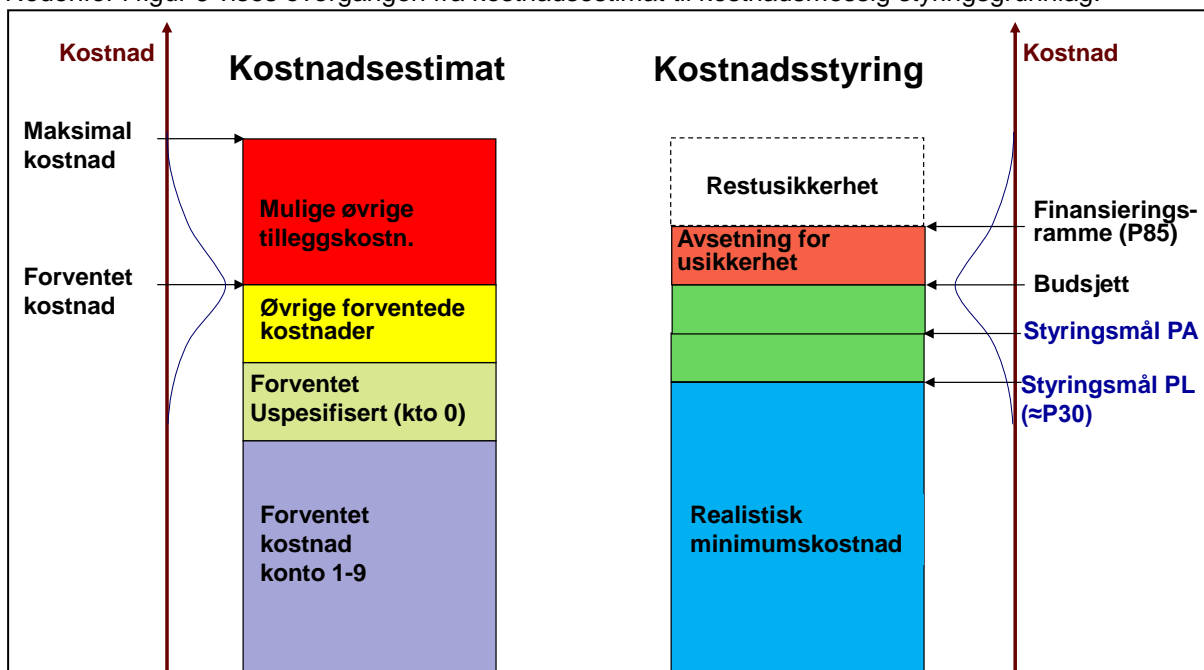 Nedenfor i figur
Kostnad
Kostnadsestimat
Kostnadsstyring
Kostnad
Maksimal
kostnad
Mulige øvrige
tilleggskostn.
Restusikkerhet
Finansierings-
ramme (P85)
Avsetning for
usikkerhet
Forventet
kostnad
Øvrige forventede
kostnader
Budsjett
Styringsmål PA
Forventet
Uspesifisert (kto 0)
Styringsmål PL
(≈P30)
Forventet
kostnad
konto 1-9
Realistisk
minimumskostnad